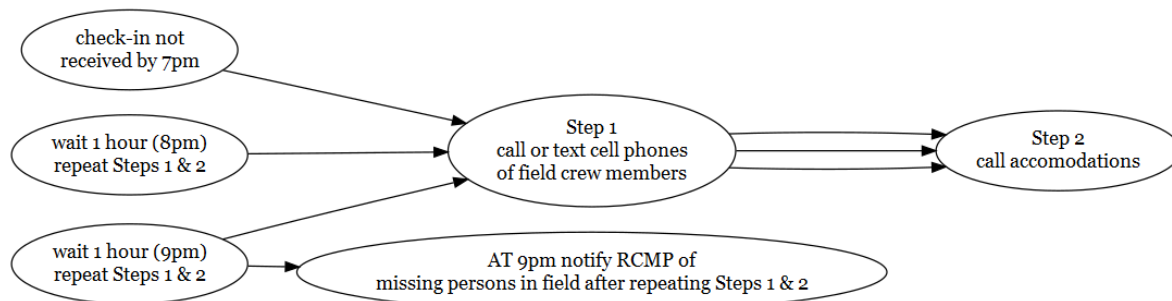 check-in not
received by 7pm
wait 1 hour (8pm)
repeat Steps 1 & 2
wait 1 hour (9pm)
repeat Steps 1 & 2
Step 1
call or text cell phones
of field crew members
AT 9pm notify RCMP of
missing persons in field after repeating Steps 1 & 2
Step 2
call accomodations